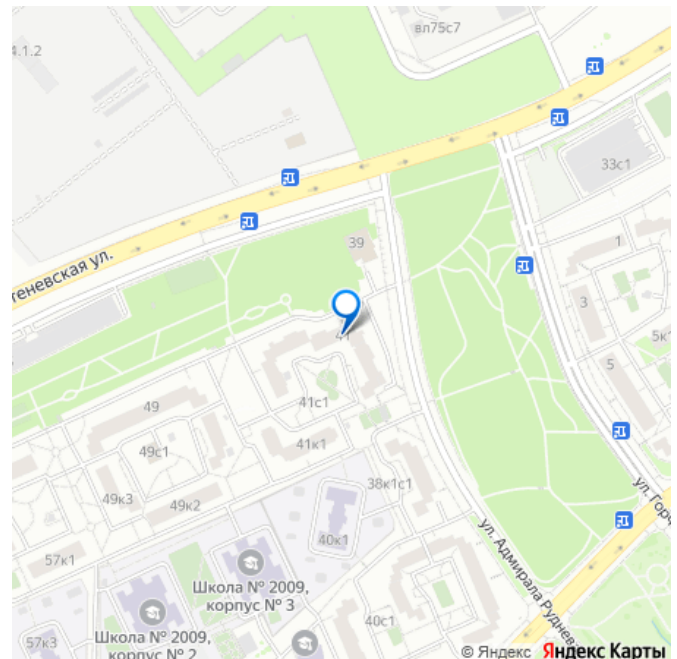 4.1.2
вл75с7
33с1
39
теневская ул.
1
3
5к
5
41
41с1
49
49с1
41к1
49к3
49к2
38к1с1
40к1
57к1
Школа № 2009,
корпус № 3
ул. Горч
ул. Адмирала Руднева
40с1
57к3
Школа № 2009,
корпус № 2
© Яндекс Яндекс Карты